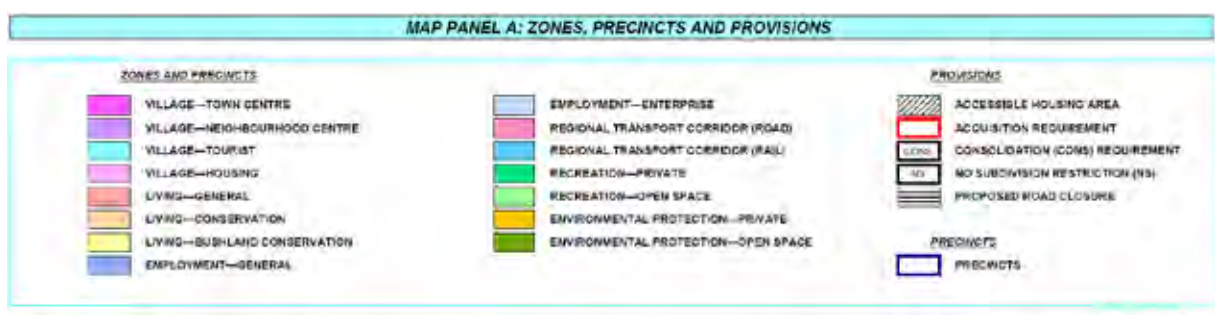 MAP PANEL A: ZONES, PRECINCTS AND PROVISIONS
ZONES AND PRECINCTS
VILLAGE—TOWN CENTRE
VILLAGE—NEIGHBOURHOOD CENTRE
VILLAGE—TOURIST
VILLAGE—HOUSING
LIVING—GENERAL
LIVING—CONSERVATION
LIVING—BUSHLAND CONSERVATION
EMPLOYMENT—GENERAL
EMPLOYMENT—ENTERPRISE
REGIONAL TRANSPORT CORRIDOR (ROAD)
REGIONAL TRANSPORT CORRIDOR (RAIL)
RECREATION—PRIVATE
RECREATION—OPEN SPACE
ENVIRONMENTAL PROTECTION—PRIVATE
ENVIRONMENTAL PROTECTION—OPEN SPACE
PROVISIONS
ACCESSIBLE HOUSING AREA
ACQUISITION REQUIREMENT
CONS CONSOLIDATION (CONS) REQUIREMENT
NS NO SUBDIVISION RESTRICTION (NS)
PROPOSED ROAD CLOSURE
PRECINCTS
PRECINCTS